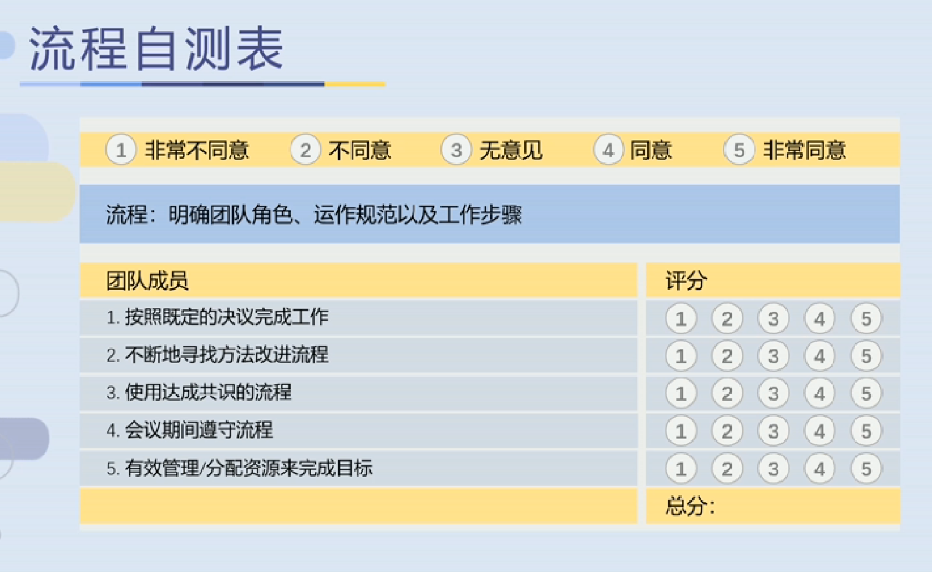 流程自测表
1 非常不同意 2 不同意 3 无意见 4 同意 5 非常同意
流程：明确团队角色、运作规范以及工作步骤
团队成员 评分
1. 按照既定的决议完成工作 1 2 3 4 5
2. 不断地寻找方法改进流程 1 2 3 4 5
3. 使用达成共识的流程 1 2 3 4 5
4. 会议期间遵守流程 1 2 3 4 5
5. 有效管理/分配资源来完成目标 1 2 3 4 5
总分：